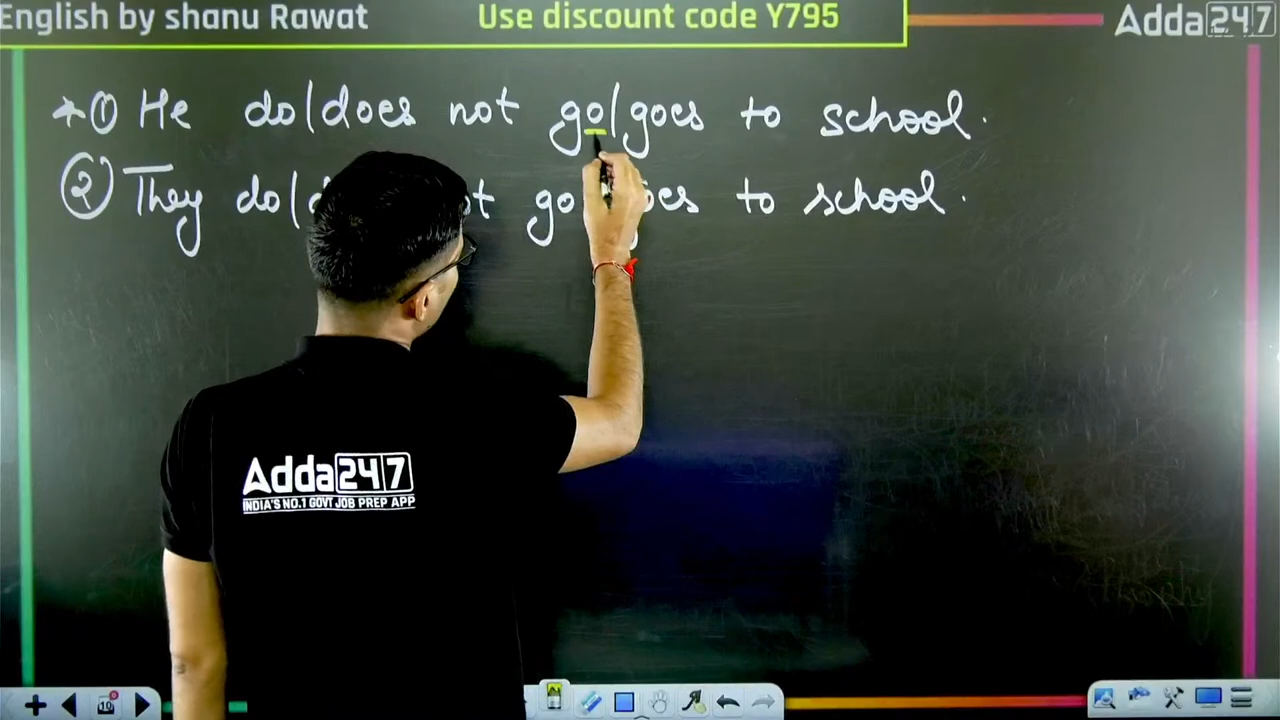 English by shanu Rawat
Use discount code Y795
Adda247
① He do/does not go/goes to school.
② They do/ go to school.
Adda247
INDIA'S NO.1 GOVT JOB PREP APP
10